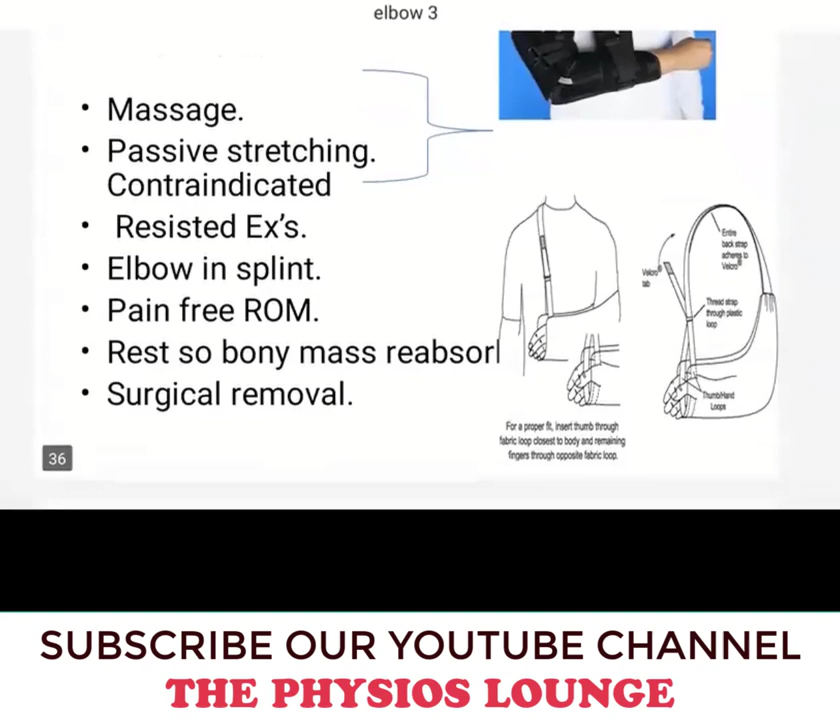 elbow 3
• Massage.
• Passive stretching.
Contraindicated
• Resisted Ex's.
• Elbow in splint.
• Pain free ROM.
• Rest so bony mass reabsorl
• Surgical removal.
Entire
back strap
adheres to
Velcro®
Velcro®
tab
Thread strap
through plastic
loop
Thumb/Hand
Loops
For a proper fit, insert thumb through
fabric loop closest to body and remaining
fingers through opposite fabric loop.
36
SUBSCRIBE OUR YOUTUBE CHANNEL
THE PHYSIOS LOUNGE